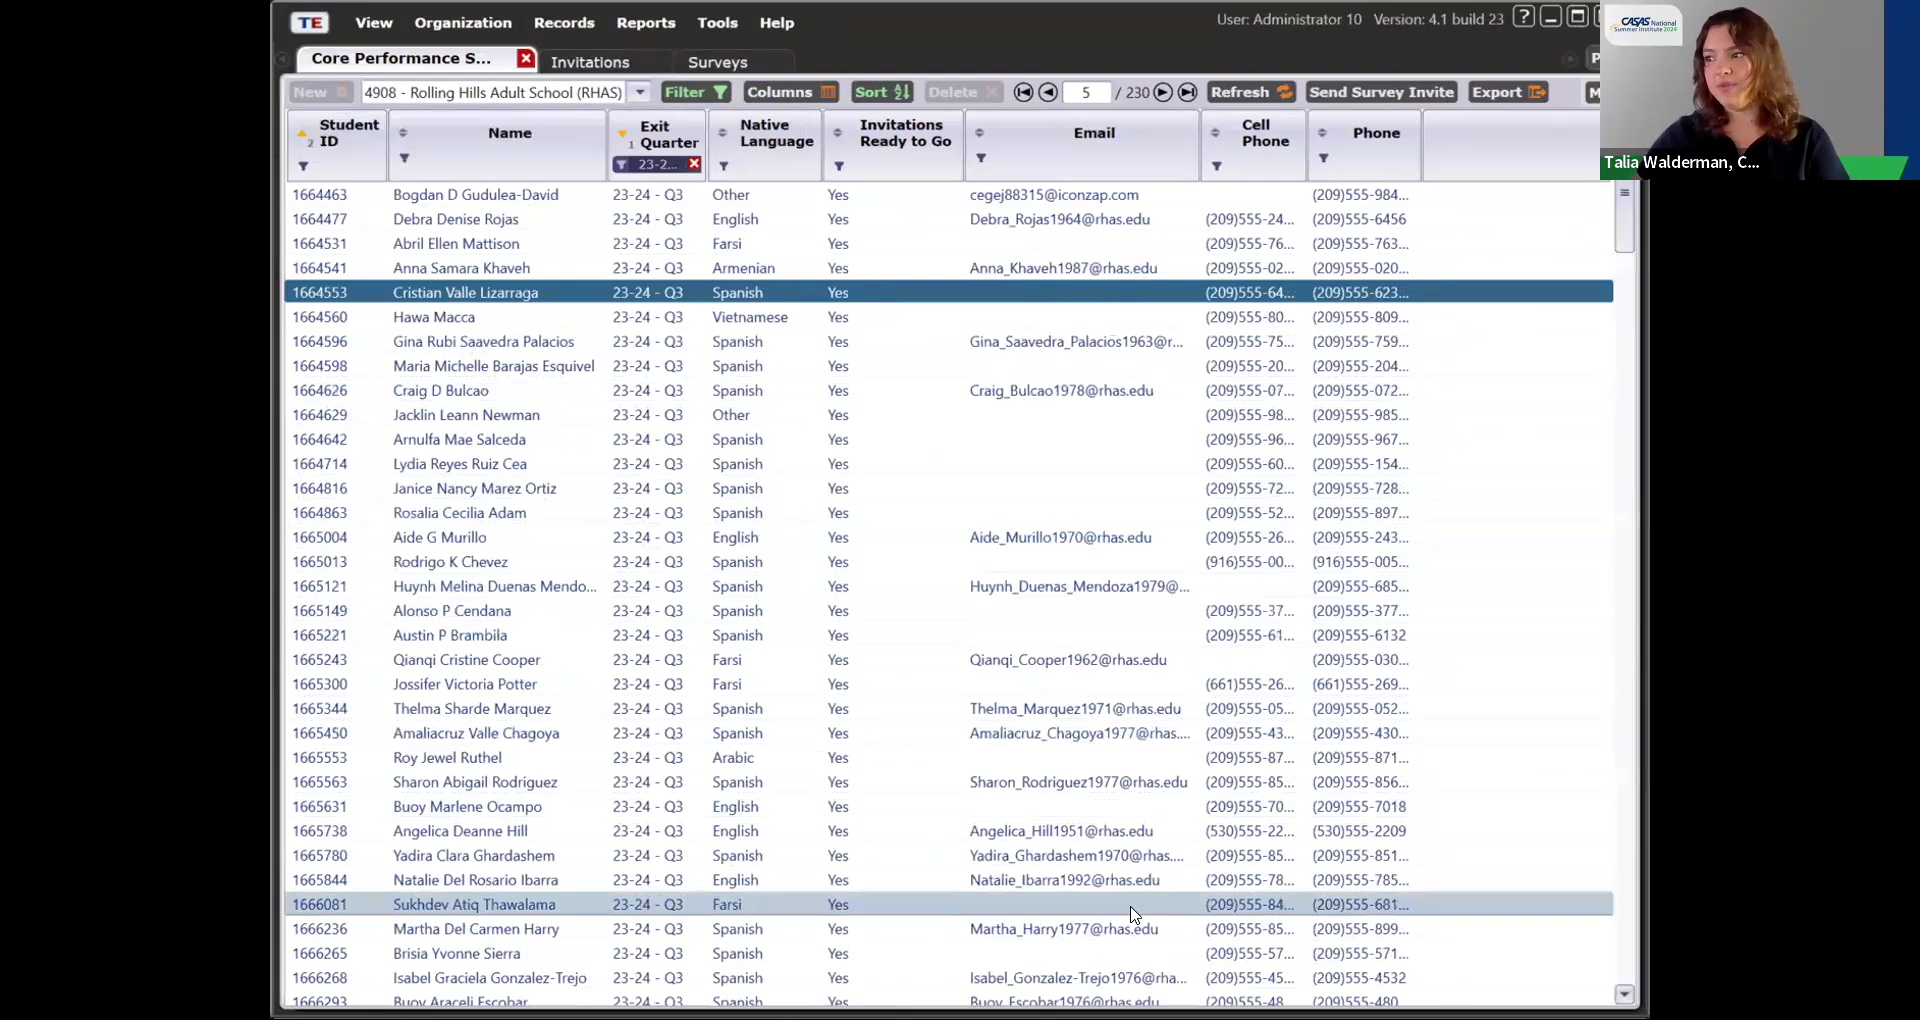 TE View Organization Records Reports Tools Help User: Administrator 10 Version: 4.1 build 23 ?
CASAS National
Summer Institute 2024
Core Performance S... Invitations Surveys
New 4908 - Rolling Hills Adult School (RHAS) Filter Columns Sort Delete 5 / 230 Refresh Send Survey Invite Export
Talia Walderman, C...
Student ID Name Exit Quarter Native Language Invitations Ready to Go Email Cell Phone Phone
2 1 23-2...
1664463 Bogdan D Gudulea-David 23-24 - Q3 Other Yes cegej88315@iconzap.com (209)555-984...
1664477 Debra Denise Rojas 23-24 - Q3 English Yes Debra_Rojas1964@rhas.edu (209)555-24... (209)555-6456
1664531 Abril Ellen Mattison 23-24 - Q3 Farsi Yes (209)555-76... (209)555-763...
1664541 Anna Samara Khaveh 23-24 - Q3 Armenian Yes Anna_Khaveh1987@rhas.edu (209)555-02... (209)555-020...
1664553 Cristian Valle Lizarraga 23-24 - Q3 Spanish Yes (209)555-64... (209)555-623...
1664560 Hawa Macca 23-24 - Q3 Vietnamese Yes (209)555-80... (209)555-809...
1664596 Gina Rubi Saavedra Palacios 23-24 - Q3 Spanish Yes Gina_Saavedra_Palacios1963@r... (209)555-75... (209)555-759...
1664598 Maria Michelle Barajas Esquivel 23-24 - Q3 Spanish Yes (209)555-20... (209)555-204...
1664626 Craig D Bulcao 23-24 - Q3 Spanish Yes Craig_Bulcao1978@rhas.edu (209)555-07... (209)555-072...
1664629 Jacklin Leann Newman 23-24 - Q3 Other Yes (209)555-98... (209)555-985...
1664642 Arnulfa Mae Salceda 23-24 - Q3 Spanish Yes (209)555-96... (209)555-967...
1664714 Lydia Reyes Ruiz Cea 23-24 - Q3 Spanish Yes (209)555-60... (209)555-154...
1664816 Janice Nancy Marez Ortiz 23-24 - Q3 Spanish Yes (209)555-72... (209)555-728...
1664863 Rosalia Cecilia Adam 23-24 - Q3 Spanish Yes (209)555-52... (209)555-897...
1665004 Aide G Murillo 23-24 - Q3 English Yes Aide_Murillo1970@rhas.edu (209)555-26... (209)555-243...
1665013 Rodrigo K Chevez 23-24 - Q3 Spanish Yes (916)555-00... (916)555-005...
1665121 Huynh Melina Duenas Mendo... 23-24 - Q3 Spanish Yes Huynh_Duenas_Mendoza1979@... (209)555-685...
1665149 Alonso P Cendana 23-24 - Q3 Spanish Yes (209)555-37... (209)555-377...
1665221 Austin P Brambila 23-24 - Q3 Spanish Yes (209)555-61... (209)555-6132
1665243 Qianqi Cristine Cooper 23-24 - Q3 Farsi Yes Qianqi_Cooper1962@rhas.edu (209)555-030...
1665300 Jossifer Victoria Potter 23-24 - Q3 Farsi Yes (661)555-26... (661)555-269...
1665344 Thelma Sharde Marquez 23-24 - Q3 Spanish Yes Thelma_Marquez1971@rhas.edu (209)555-05... (209)555-052...
1665450 Amaliacruz Valle Chagoya 23-24 - Q3 Spanish Yes Amaliacruz_Chagoya1977@rhas.... (209)555-43... (209)555-430...
1665553 Roy Jewel Ruthel 23-24 - Q3 Arabic Yes (209)555-87... (209)555-871...
1665563 Sharon Abigail Rodriguez 23-24 - Q3 Spanish Yes Sharon_Rodriguez1977@rhas.edu (209)555-85... (209)555-856...
1665631 Buoy Marlene Ocampo 23-24 - Q3 English Yes (209)555-70... (209)555-7018
1665738 Angelica Deanne Hill 23-24 - Q3 English Yes Angelica_Hill1951@rhas.edu (530)555-22... (530)555-2209
1665780 Yadira Clara Ghardashem 23-24 - Q3 Spanish Yes Yadira_Ghardashem1970@rhas.... (209)555-85... (209)555-851...
1665844 Natalie Del Rosario Ibarra 23-24 - Q3 English Yes Natalie_Ibarra1992@rhas.edu (209)555-78... (209)555-785...
1666081 Sukhdev Atiq Thawalama 23-24 - Q3 Farsi Yes (209)555-84... (209)555-681...
1666236 Martha Del Carmen Harry 23-24 - Q3 Spanish Yes Martha_Harry1977@rhas.edu (209)555-85... (209)555-899...
1666265 Brisia Yvonne Sierra 23-24 - Q3 Spanish Yes (209)555-57... (209)555-571...
1666268 Isabel Graciela Gonzalez-Trejo 23-24 - Q3 Spanish Yes Isabel_Gonzalez-Trejo1976@rha... (209)555-45... (209)555-4532
1666293 Buoy Araceli Escobar 23-24 - Q3 Spanish Yes Buoy_Escobar1976@rhas.edu (209)555-48... (209)555-480...